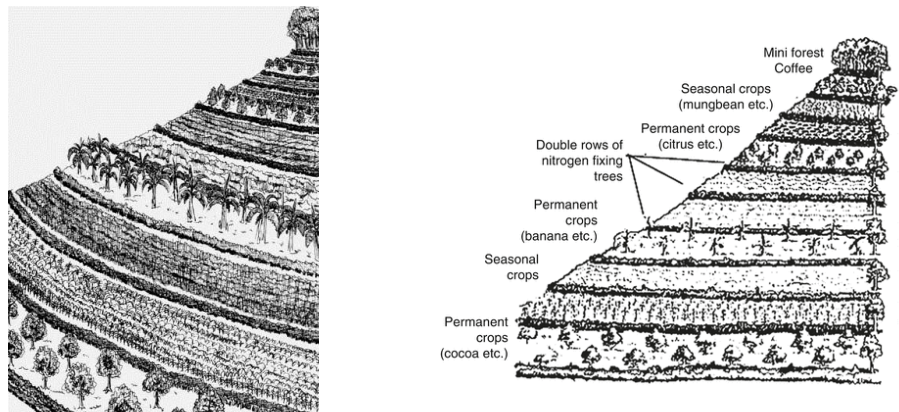 Mini forest
Coffee
Seasonal crops
(mungbean etc.)
Permanent crops
(citrus etc.)
Double rows of
nitrogen fixing
trees
Permanent
crops
(banana etc.)
Seasonal
crops
Permanent
crops
(cocoa etc.)